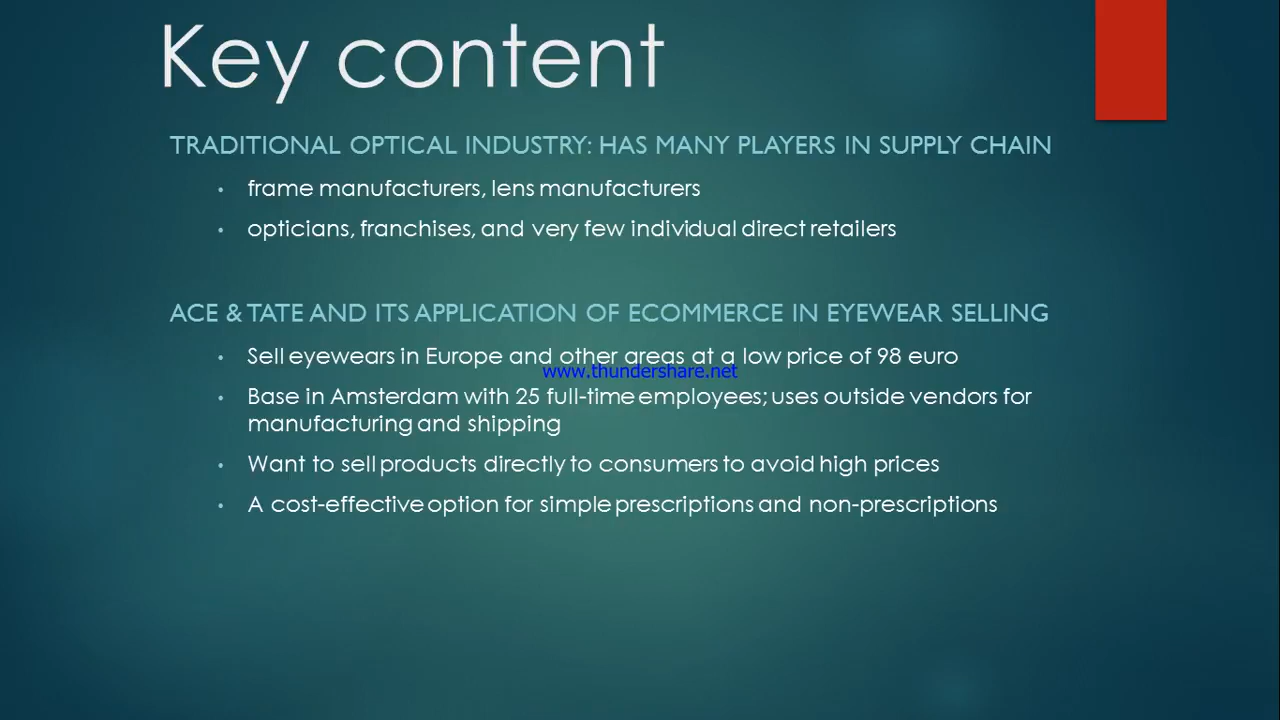 Key content
TRADITIONAL OPTICAL INDUSTRY: HAS MANY PLAYERS IN SUPPLY CHAIN
• frame manufacturers, lens manufacturers
• opticians, franchises, and very few individual direct retailers
ACE & TATE AND ITS APPLICATION OF ECOMMERCE IN EYEWEAR SELLING
• Sell eyewears in Europe and other areas at a low price of 98 euro
www.thundershare.net
• Base in Amsterdam with 25 full-time employees; uses outside vendors for
manufacturing and shipping
• Want to sell products directly to consumers to avoid high prices
• A cost-effective option for simple prescriptions and non-prescriptions